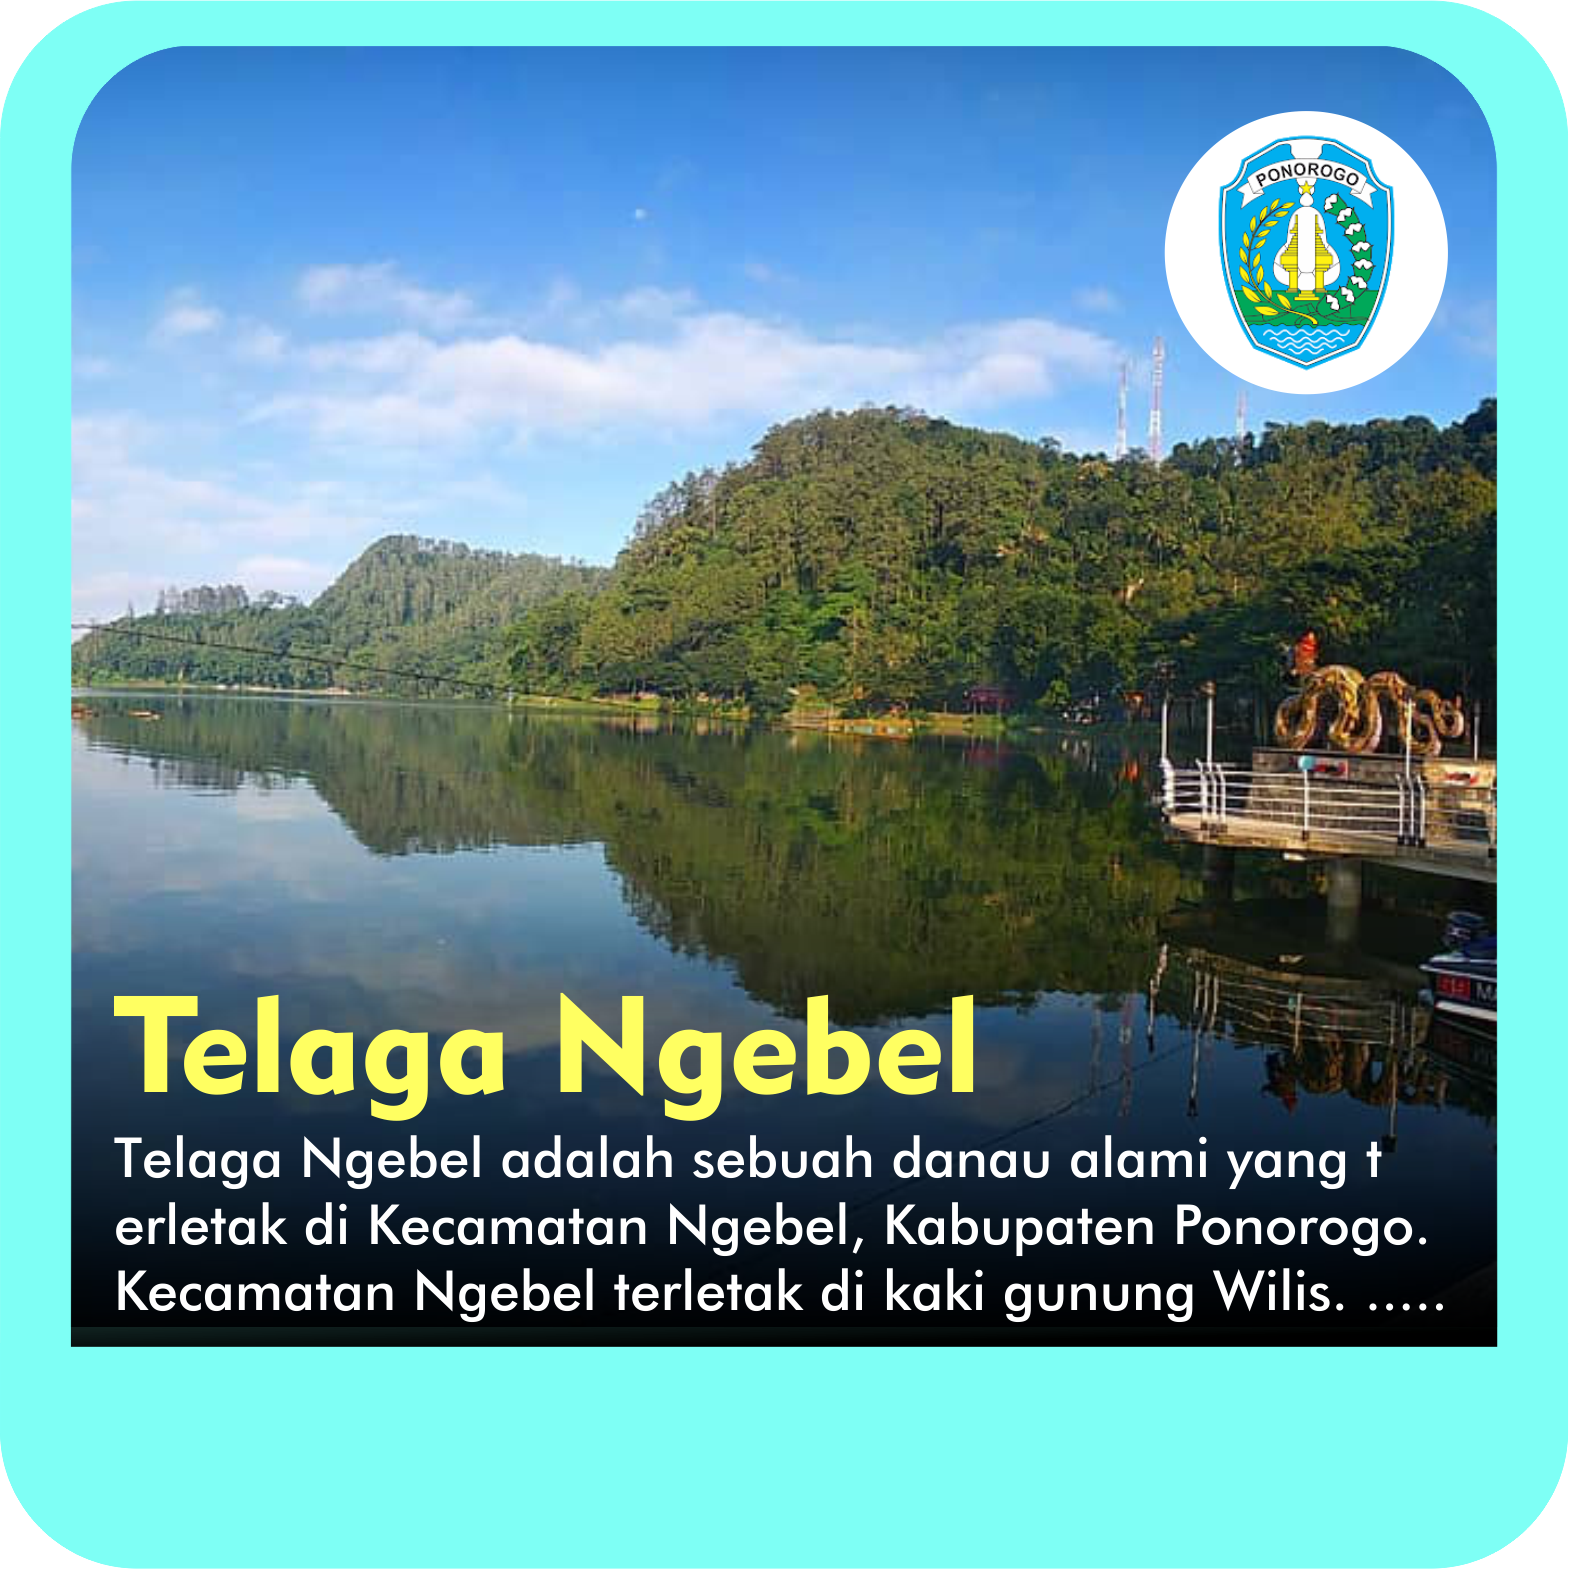 PONOROGO
Telaga Ngebel
Telaga Ngebel adalah sebuah danau alami yang t
erletak di Kecamatan Ngebel, Kabupaten Ponorogo.
Kecamatan Ngebel terletak di kaki gunung Wilis. .....